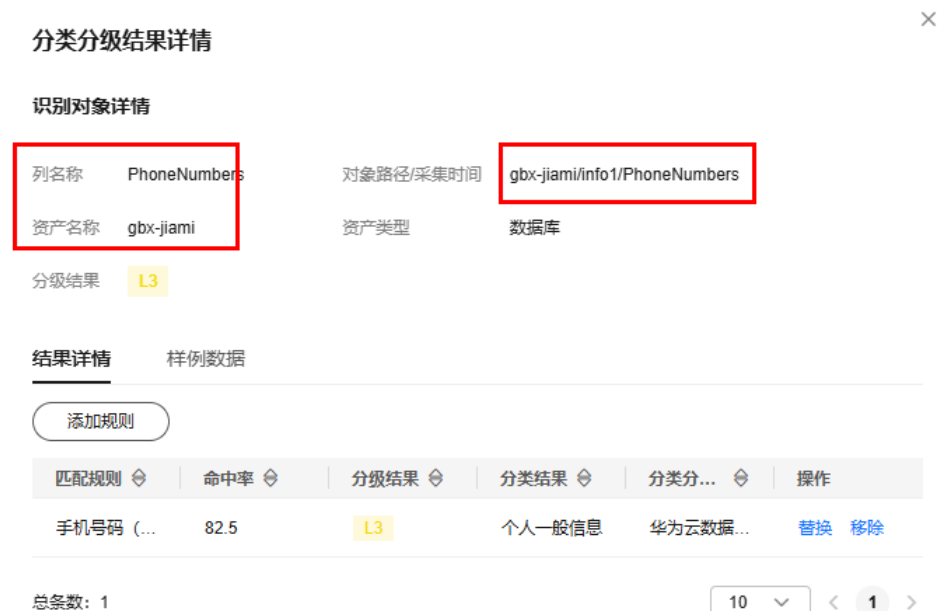 分类分级结果详情
识别对象详情
列名称 PhoneNumbers 对象路径/采集时间 gbx-jiami/info1/PhoneNumbers
资产名称 gbx-jiami 资产类型 数据库
分级结果 L3
结果详情 样例数据
添加规则
匹配规则 命中率 分级结果 分类结果 分类分... 操作
手机号码（... 82.5 L3 个人一般信息 华为云数据... 替换 移除
总条数：1 10 1